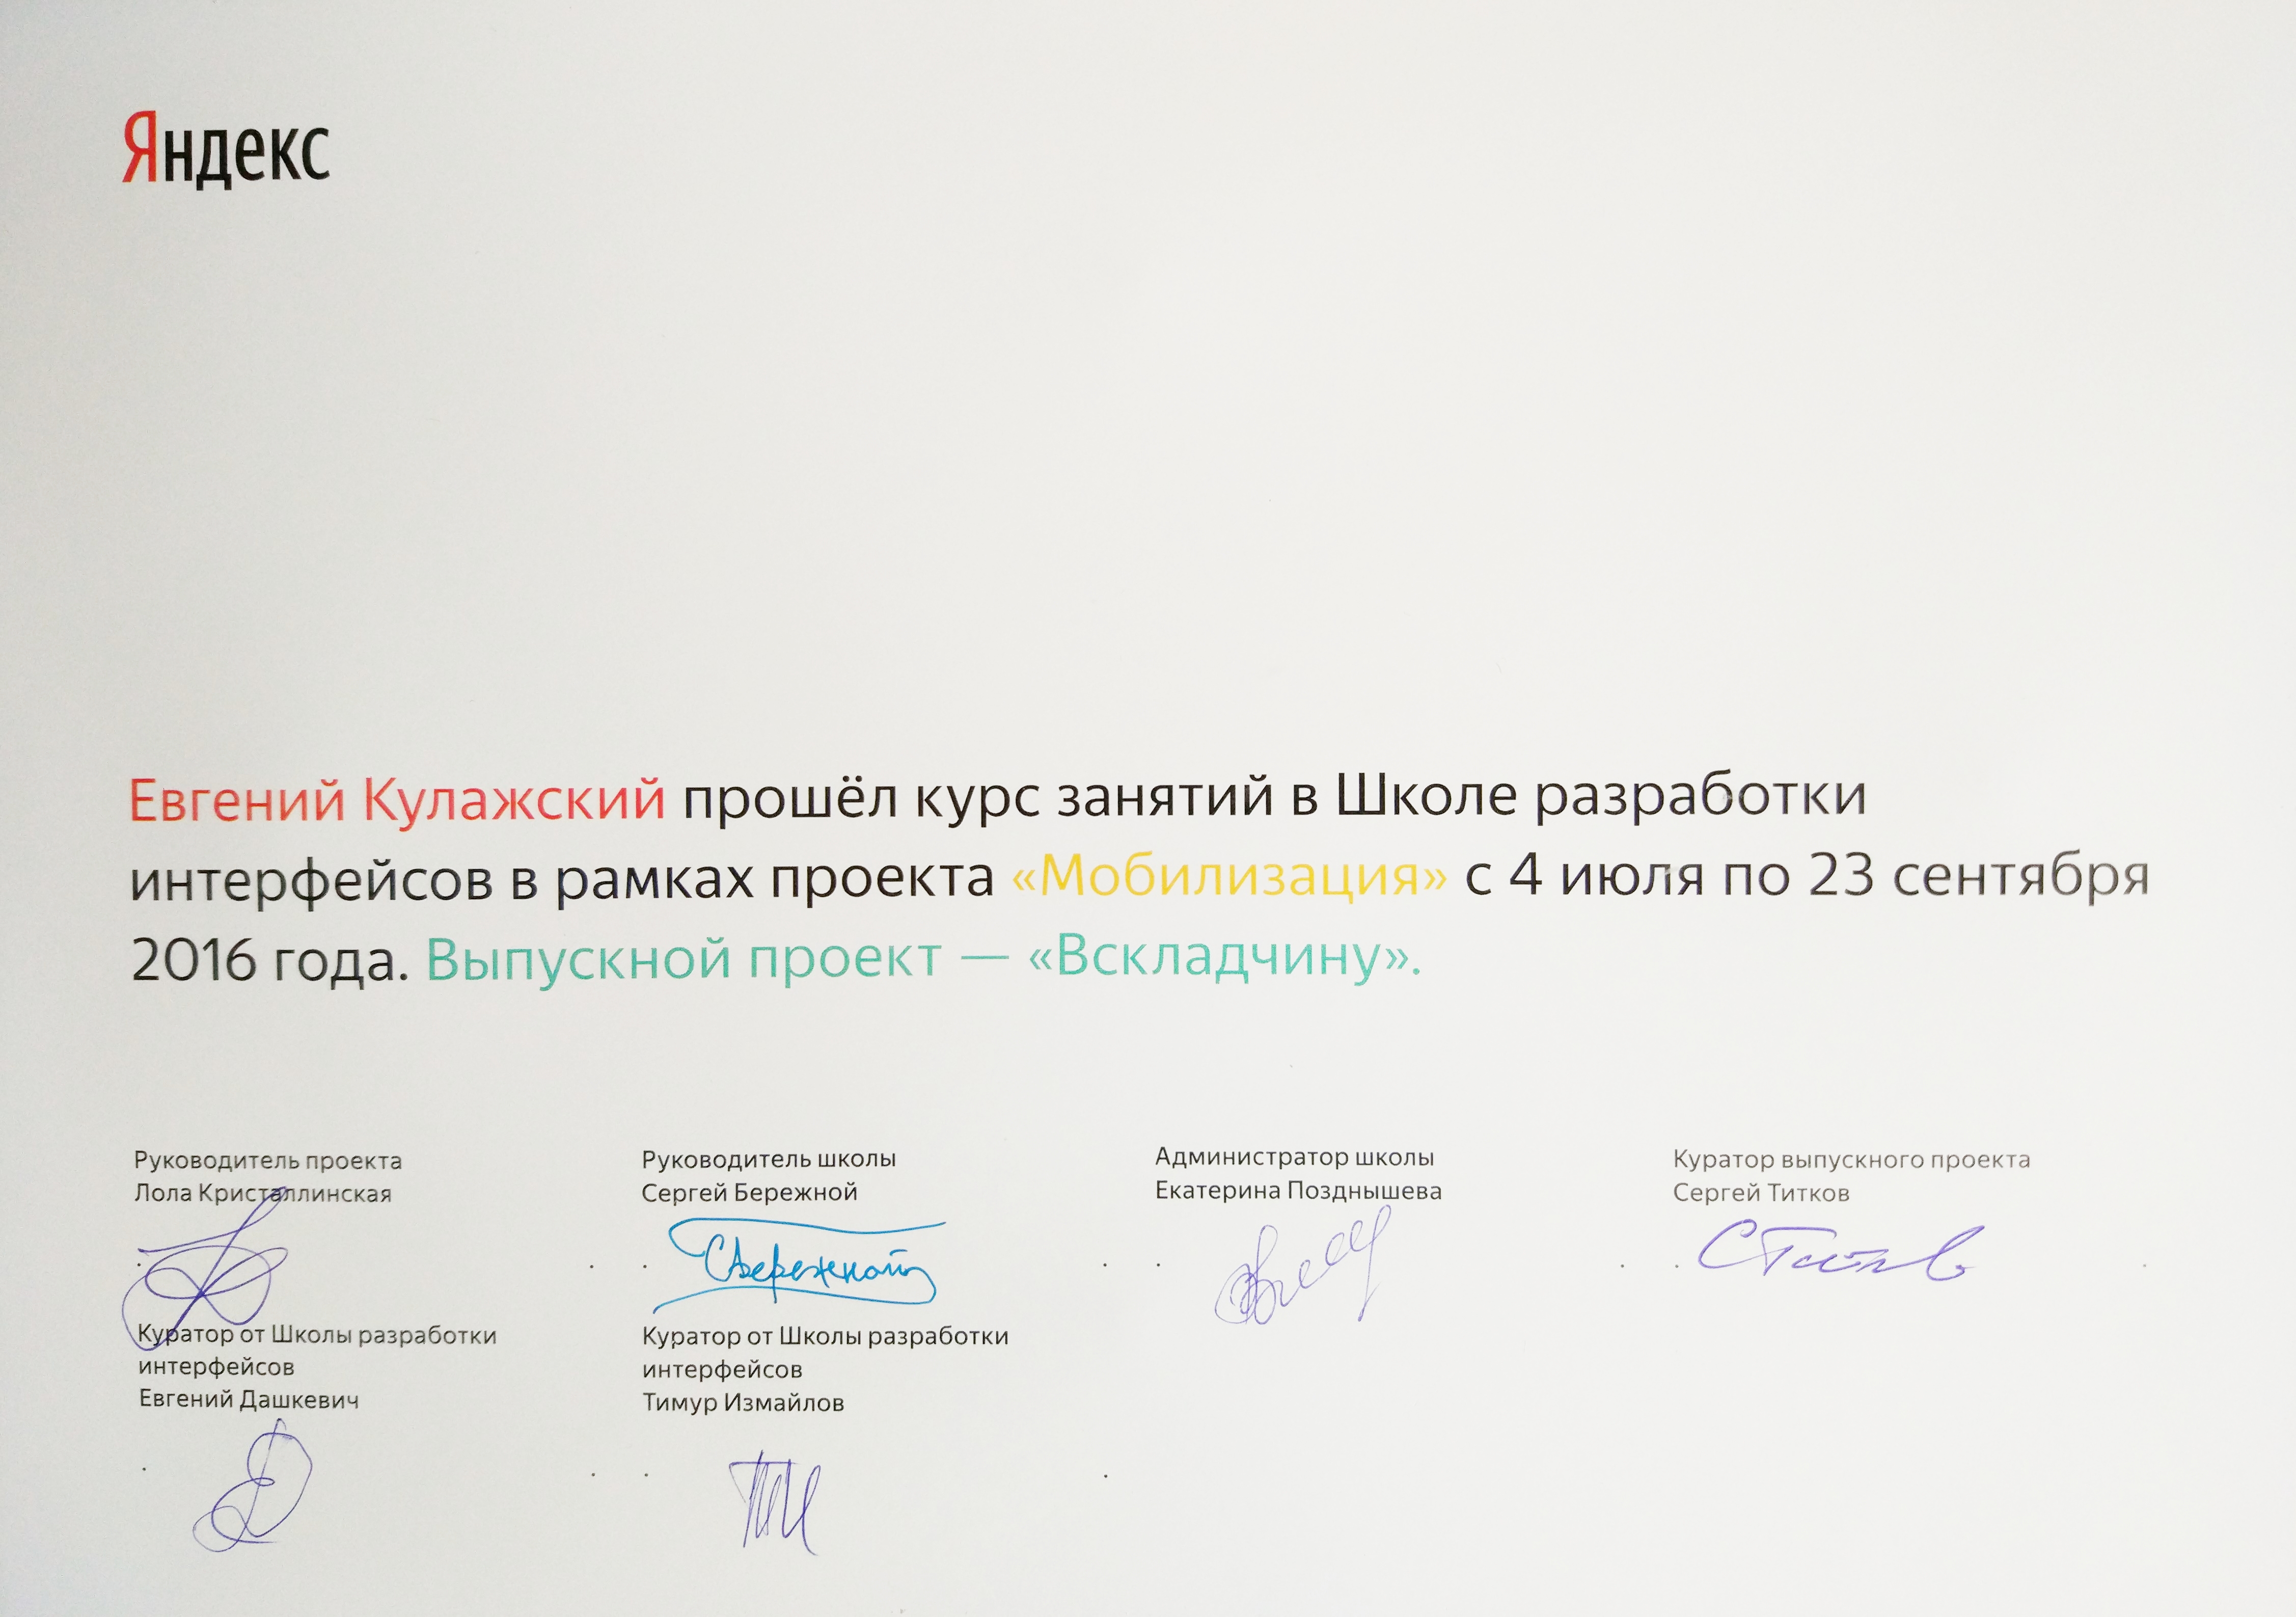 Яндекс
Евгений Кулажский прошёл курс занятий в Школе разработки
интерфейсов в рамках проекта «Мобилизация» с 4 июля по 23 сентября
2016 года. Выпускной проект — «Вскладчину».
Руководитель проекта
Лола Кристаллинская
Руководитель школы
Сергей Бережной
СБережной
Администратор школы
Екатерина Позднышева
Куратор выпускного проекта
Сергей Титков
Куратор от Школы разработки
интерфейсов
Евгений Дашкевич
Куратор от Школы разработки
интерфейсов
Тимур Измайлов